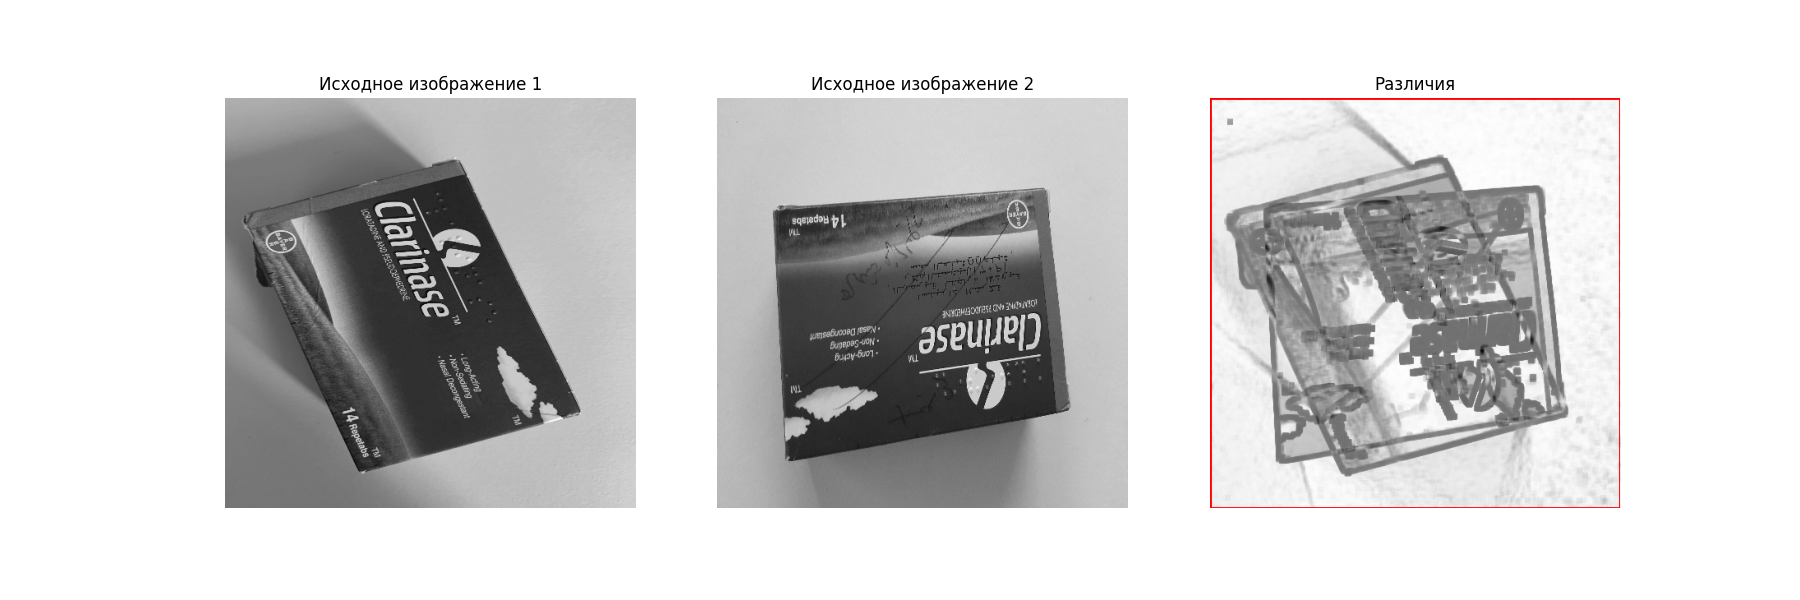 Исходное изображение 1
Исходное изображение 2
Различия
Clarinase
LORATADINE AND PSEUDOEPHEDRINE
TM
BAYER
• Long-Acting
• Non-Sedating
• Nasal Decongestant
TM
14 Repetabs
TM
14 Repetabs
TM
BAYER
LORATADINE AND PSEUDOEPHEDRINE
Clarinase
TM
• Long-Acting
• Non-Sedating
• Nasal Decongestant
TM